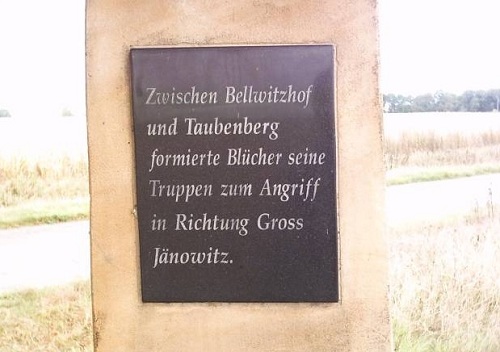 Zwischen Bellwitzhof
und Taubenberg
formierte Blücher seine
Truppen zum Angriff
in Richtung Gross
Jänowitz.